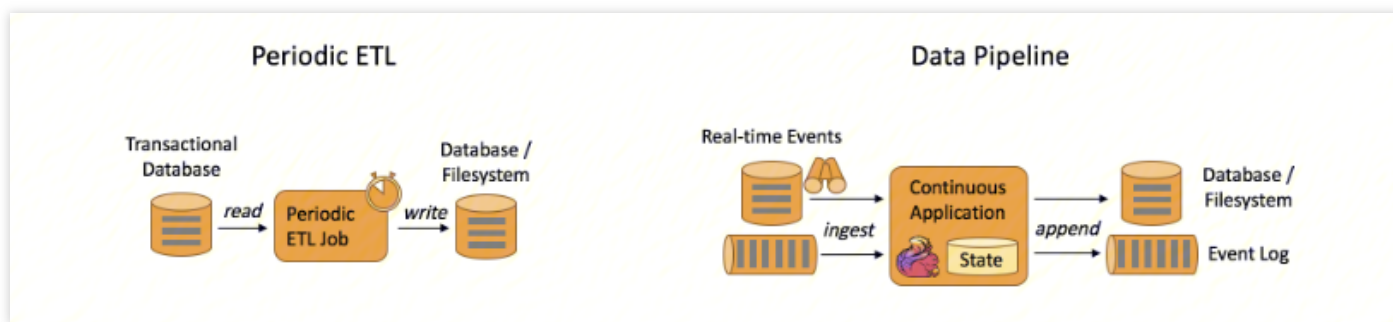 Periodic ETL
Transactional
Database
read
Periodic
ETL Job
write
Database /
Filesystem
Data Pipeline
Real-time Events
ingest
Continuous
Application
State
append
Database /
Filesystem
Event Log